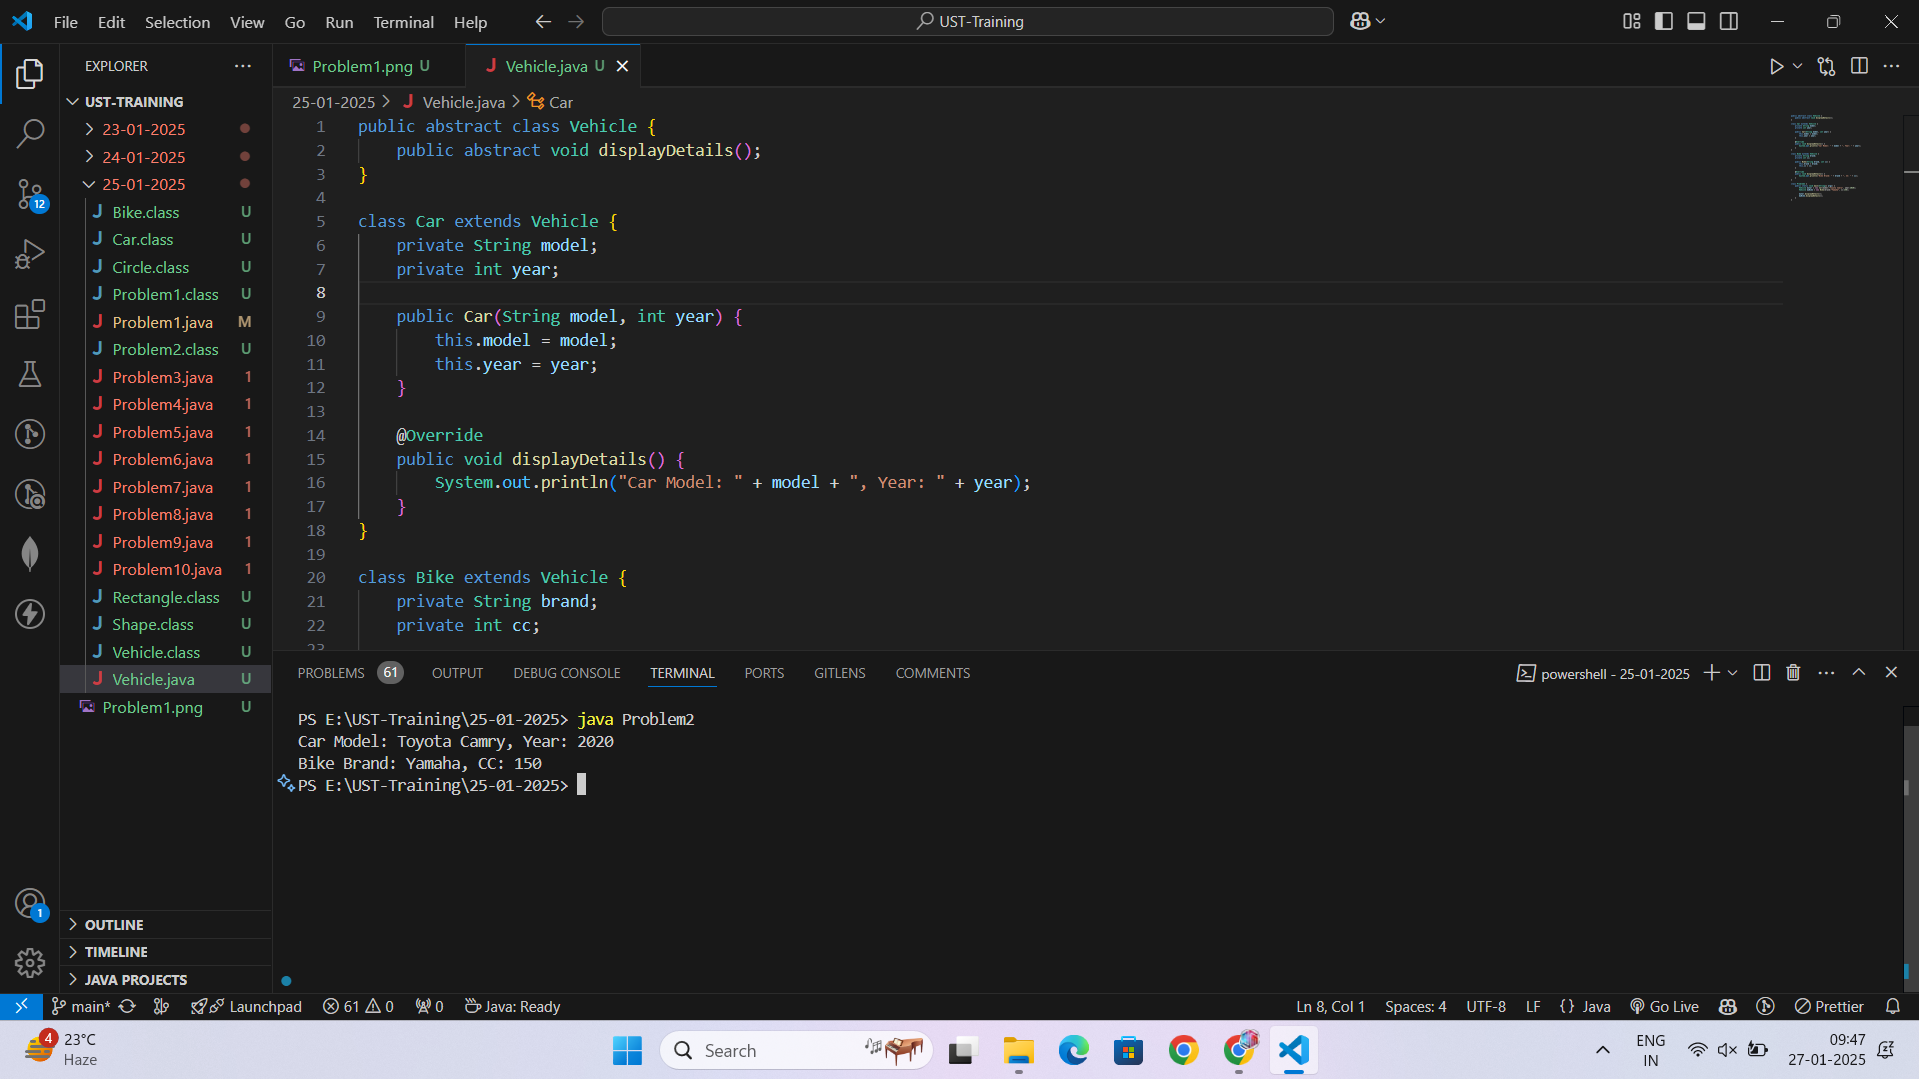 File Edit Selection View Go Run Terminal Help
UST-Training
EXPLORER
UST-TRAINING
23-01-2025
24-01-2025
25-01-2025
Bike.class U
Car.class U
Circle.class U
Problem1.class U
Problem1.java M
Problem2.class U
Problem3.java 1
Problem4.java 1
Problem5.java 1
Problem6.java 1
Problem7.java 1
Problem8.java 1
Problem9.java 1
Problem10.java 1
Rectangle.class U
Shape.class U
Vehicle.class U
Vehicle.java U
Problem1.png U
OUTLINE
TIMELINE
JAVA PROJECTS
12
1
Problem1.png U
Vehicle.java U
25-01-2025 > Vehicle.java > Car
1 public abstract class Vehicle {
2 public abstract void displayDetails();
3 }
4
5 class Car extends Vehicle {
6 private String model;
7 private int year;
8
9 public Car(String model, int year) {
10 this.model = model;
11 this.year = year;
12 }
13
14 @Override
15 public void displayDetails() {
16 System.out.println("Car Model: " + model + ", Year: " + year);
17 }
18 }
19
20 class Bike extends Vehicle {
21 private String brand;
22 private int cc;
23
PROBLEMS 61 OUTPUT DEBUG CONSOLE TERMINAL PORTS GITLENS COMMENTS
powershell - 25-01-2025
PS E:\UST-Training\25-01-2025> java Problem2
Car Model: Toyota Camry, Year: 2020
Bike Brand: Yamaha, CC: 150
PS E:\UST-Training\25-01-2025>
main* Launchpad 61 0 0 Java: Ready
Ln 8, Col 1 Spaces: 4 UTF-8 LF {} Java Go Live Prettier
4
23°C
Haze
Search
ENG
IN
09:47
27-01-2025